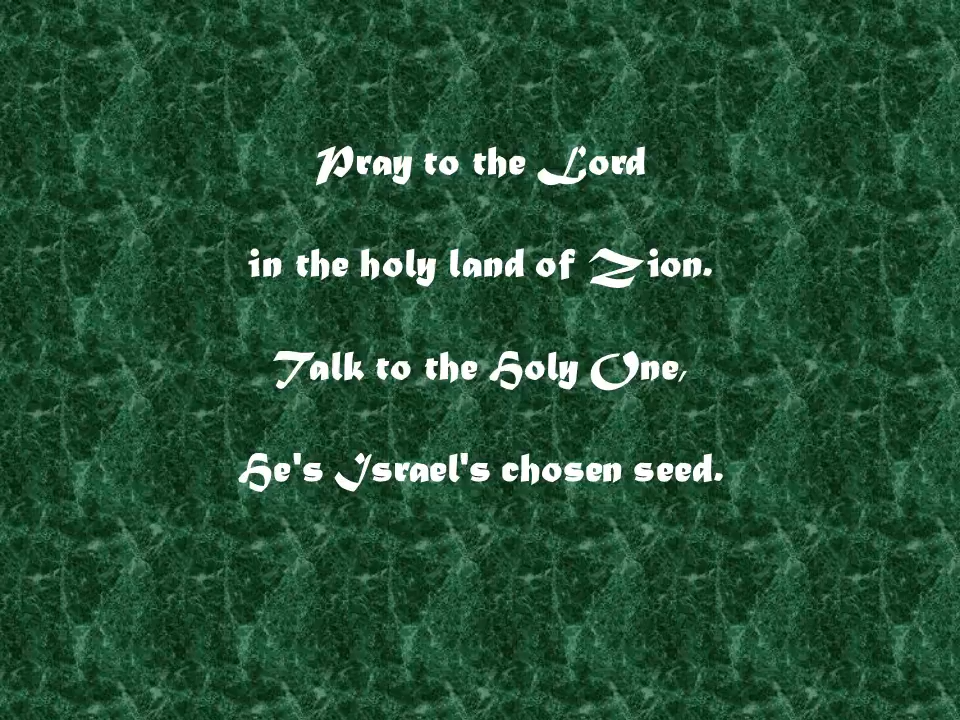 Pray to the Lord
in the holy land of Zion.
Talk to the Holy One,
He's Israel's chosen seed.